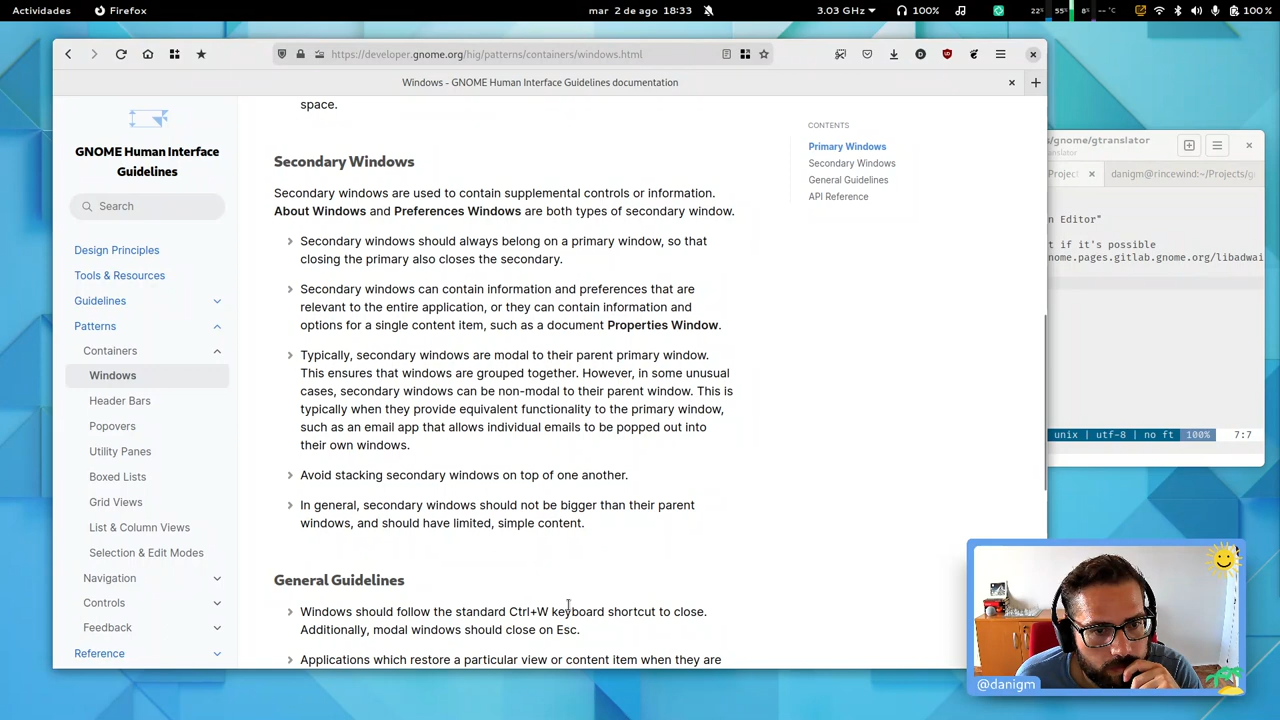 Actividades
Firefox
mar 2 de ago 18:33
3.03 GHz
100%
22%
55%
8%
--- °C
100 %
https://developer.gnome.org/hig/patterns/containers/windows.html
Windows - GNOME Human Interface Guidelines documentation
GNOME Human Interface
Guidelines
Search
Design Principles
Tools & Resources
Guidelines
Patterns
Containers
Windows
Header Bars
Popovers
Utility Panes
Boxed Lists
Grid Views
List & Column Views
Selection & Edit Modes
Navigation
Controls
Feedback
Reference
space.
Secondary Windows
Secondary windows are used to contain supplemental controls or information.
About Windows and Preferences Windows are both types of secondary window.
Secondary windows should always belong on a primary window, so that
closing the primary also closes the secondary.
Secondary windows can contain information and preferences that are
relevant to the entire application, or they can contain information and
options for a single content item, such as a document Properties Window.
Typically, secondary windows are modal to their parent primary window.
This ensures that windows are grouped together. However, in some unusual
cases, secondary windows can be non-modal to their parent window. This is
typically when they provide equivalent functionality to the primary window,
such as an email app that allows individual emails to be popped out into
their own windows.
Avoid stacking secondary windows on top of one another.
In general, secondary windows should not be bigger than their parent
windows, and should have limited, simple content.
General Guidelines
Windows should follow the standard Ctrl+W keyboard shortcut to close.
Additionally, modal windows should close on Esc.
Applications which restore a particular view or content item when they are
CONTENTS
Primary Windows
Secondary Windows
General Guidelines
API Reference
s/gnome/gtranslator
anslator
Project
danigm@rincewind:~/Projects/g
n Editor"
t if it's possible
nome.pages.gitlab.gnome.org/libadwai
unix | utf-8 | no ft
100%
7:7
@danigm